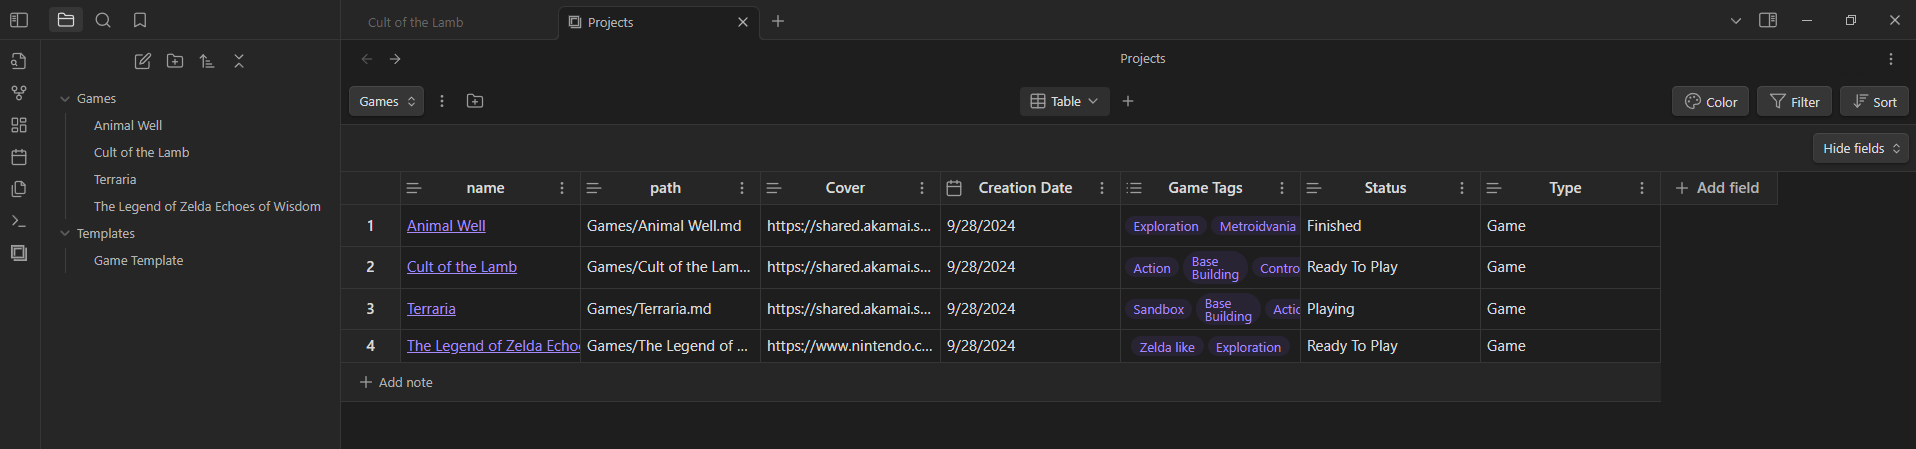 Cult of the Lamb
Projects
Projects
Games
Table
Color
Filter
Sort
Games
Animal Well
Cult of the Lamb
Terraria
The Legend of Zelda Echoes of Wisdom
Templates
Game Template
Hide fields
name path Cover Creation Date Game Tags Status Type Add field
1 Animal Well Games/Animal Well.md https://shared.akamai.s... 9/28/2024 Exploration Metroidvania Finished Game
2 Cult of the Lamb Games/Cult of the Lam... https://shared.akamai.s... 9/28/2024 Action Base Building Contro Ready To Play Game
3 Terraria Games/Terraria.md https://shared.akamai.s... 9/28/2024 Sandbox Base Building Actic Playing Game
4 The Legend of Zelda Echo Games/The Legend of ... https://www.nintendo.c... 9/28/2024 Zelda like Exploration Ready To Play Game
Add note